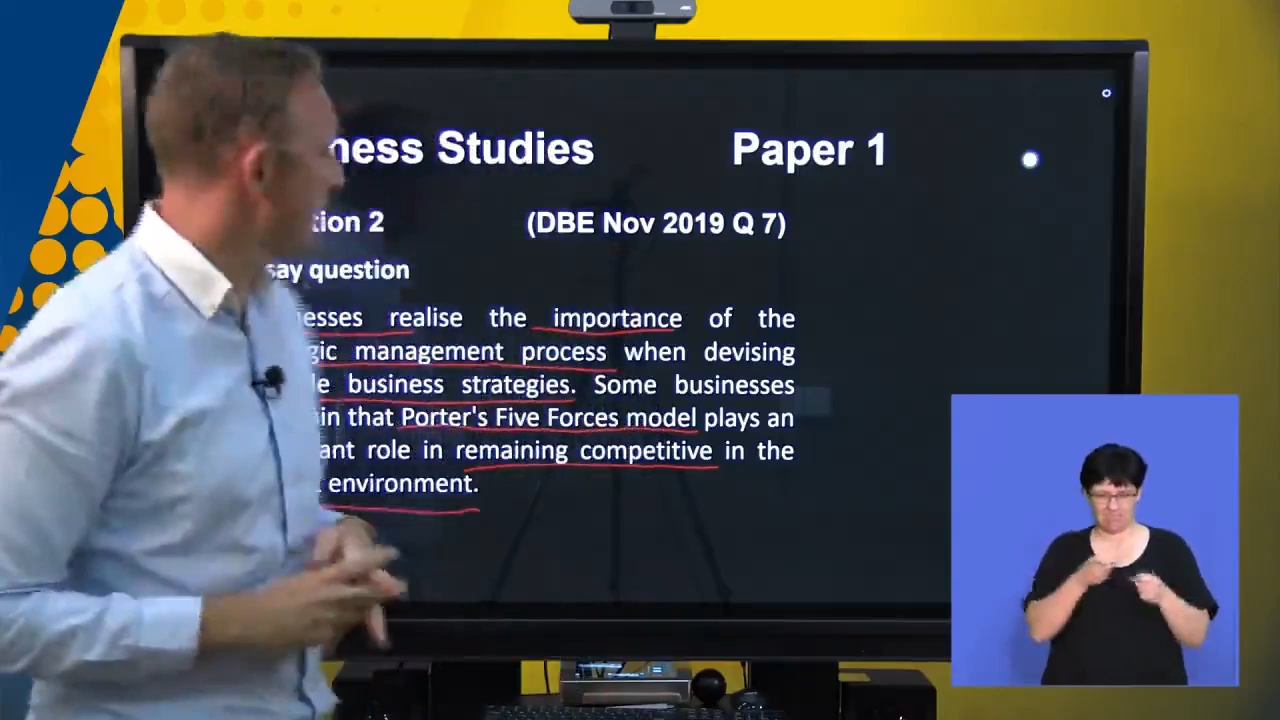 ness Studies Paper 1
tion 2 (DBE Nov 2019 Q 7)
say question
esses realise the importance of the
gic management process when devising
le business strategies. Some businesses
in that Porter's Five Forces model plays an
ant role in remaining competitive in the
environment.